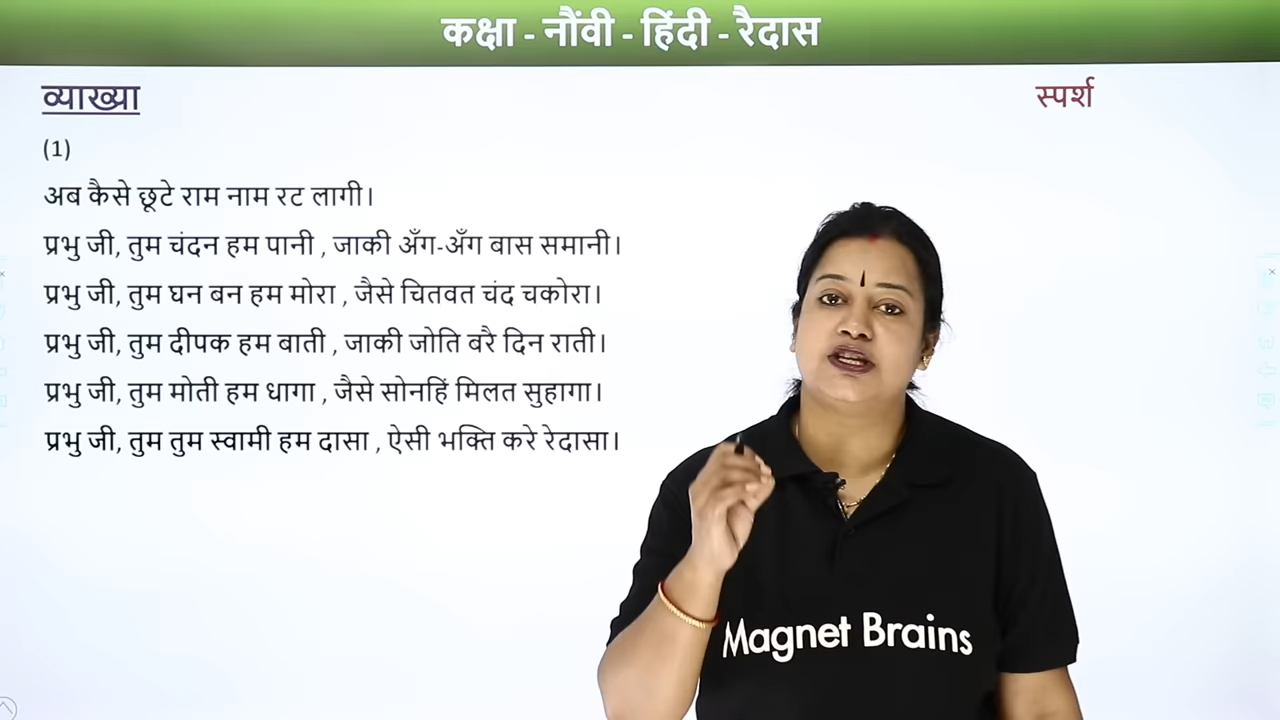 कक्षा - नौंवी - हिंदी - रैदास
व्याख्या
स्पर्श
(1)
अब कैसे छूटे राम नाम रट लागी।
प्रभु जी, तुम चंदन हम पानी , जाकी अँग-अँग बास समानी।
प्रभु जी, तुम घन बन हम मोरा , जैसे चितवत चंद चकोरा।
प्रभु जी, तुम दीपक हम बाती , जाकी जोति बरै दिन राती।
प्रभु जी, तुम मोती हम धागा , जैसे सोनहिं मिलत सुहागा।
प्रभु जी, तुम तुम स्वामी हम दासा , ऐसी भक्ति करे रेदासा।
Magnet Brains